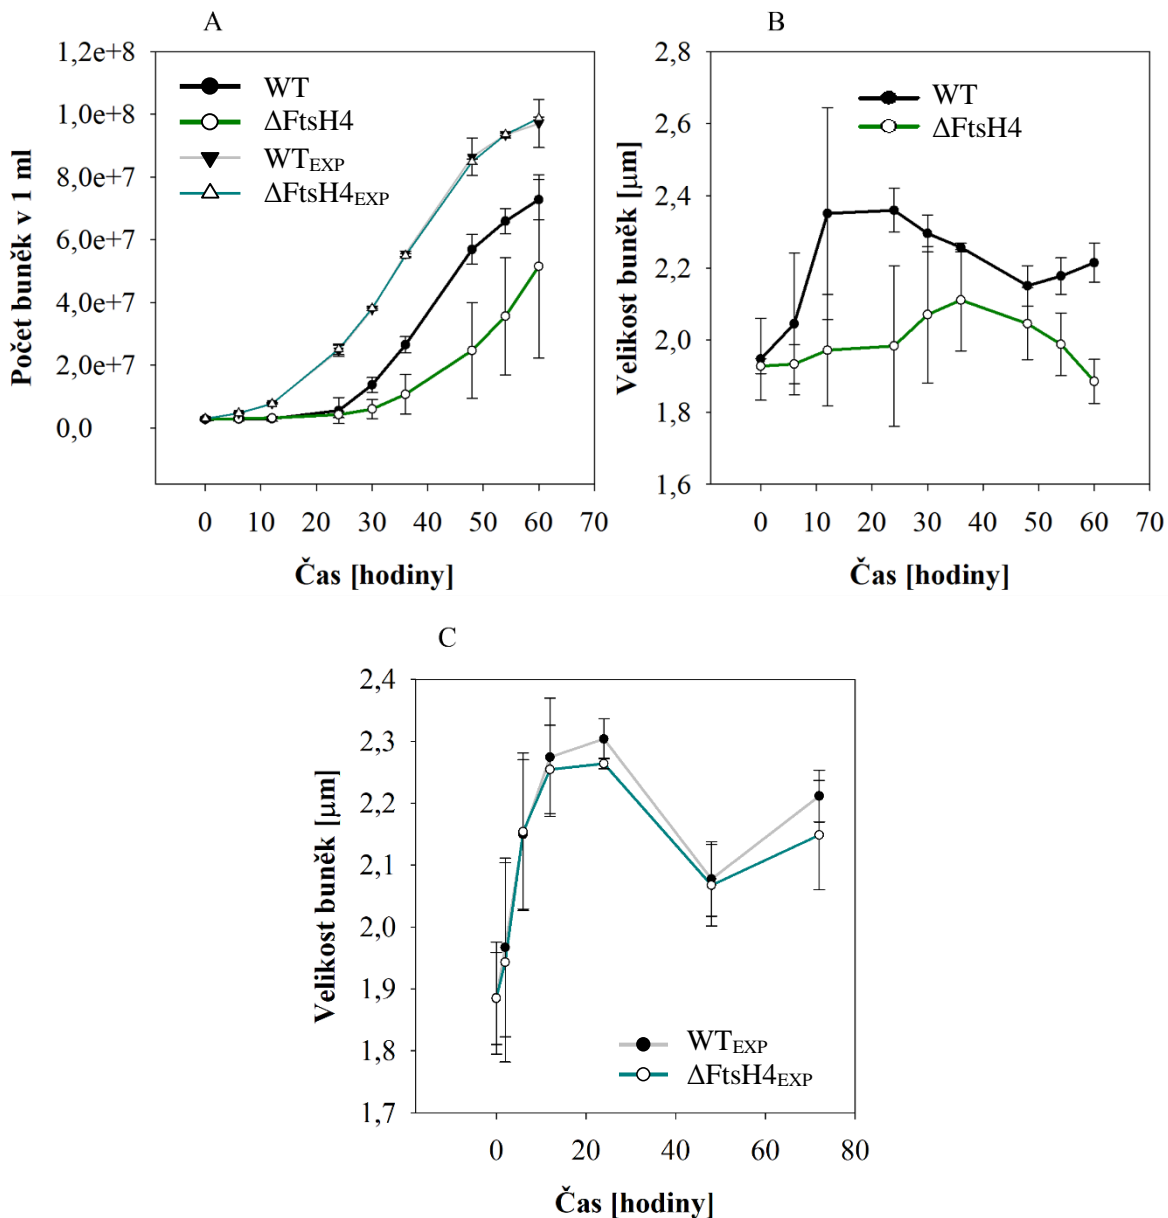 A
Počet buněk v 1 ml
1,2e+8
1,0e+8
8,0e+7
6,0e+7
4,0e+7
2,0e+7
0,0
WT
ΔFtsH4
WT_EXP
ΔFtsH4_EXP
0 10 20 30 40 50 60 70
Čas [hodiny]
B
Velikost buněk [μm]
2,8
2,6
2,4
2,2
2,0
1,8
1,6
WT
ΔFtsH4
0 10 20 30 40 50 60 70
Čas [hodiny]
C
Velikost buněk [μm]
2,4
2,3
2,2
2,1
2,0
1,9
1,8
1,7
WT_EXP
ΔFtsH4_EXP
0 20 40 60 80
Čas [hodiny]